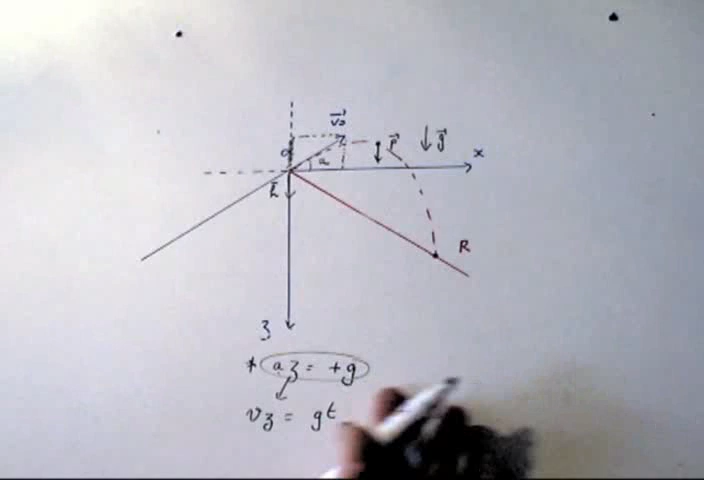 v₀
α
P
g
x
O
k
R
z
* az = +g
vz = gt